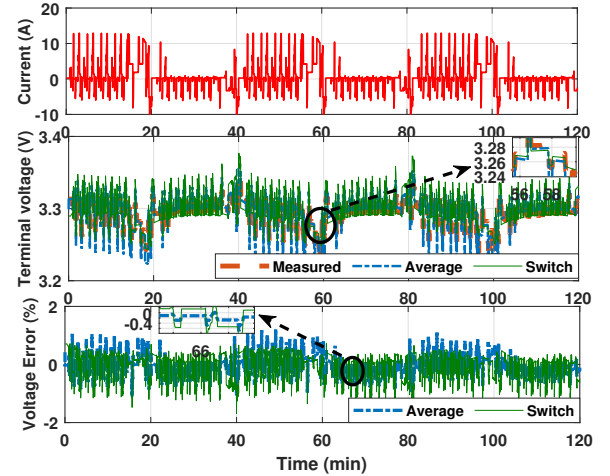 Current (A)
20
10
0
-10
0 20 40 60 80 100 120
Terminal voltage (V)
3.4
3.3
3.2
3.28
3.26
3.24
56 58
Measured Average Switch
0 20 40 60 80 100 120
Voltage Error (%)
2
0
-2
0
-0.4
66
Average Switch
0 20 40 60 80 100 120
Time (min)